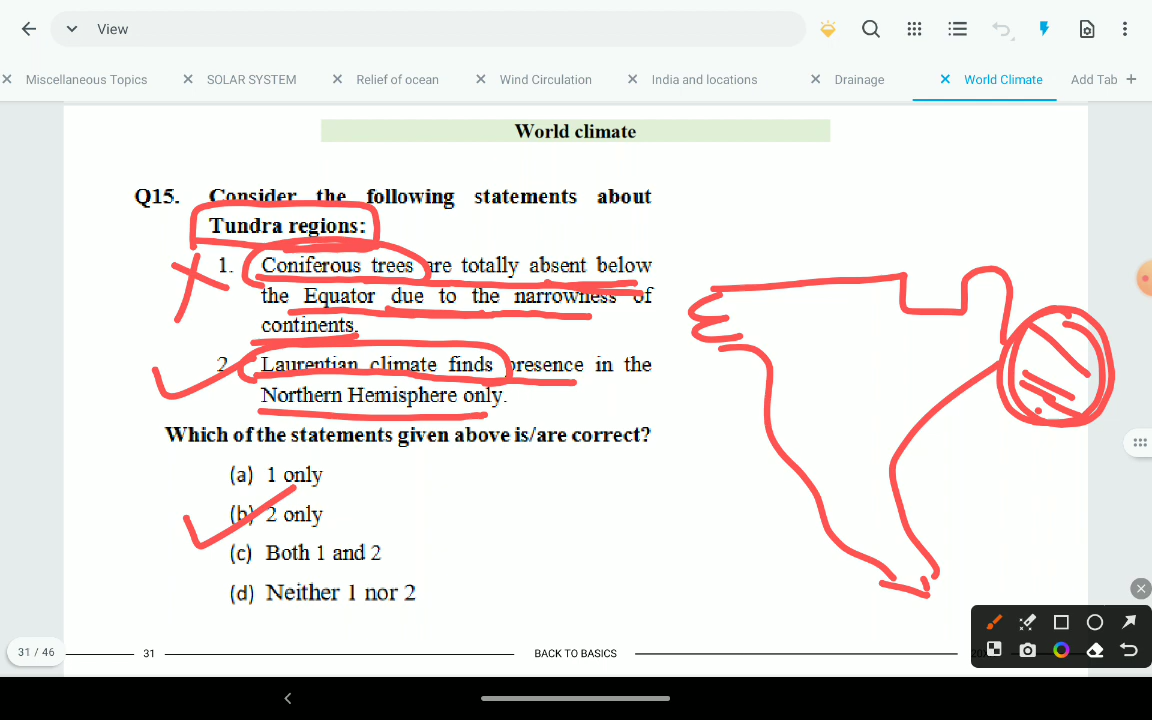 View
Miscellaneous Topics SOLAR SYSTEM Relief of ocean Wind Circulation India and locations Drainage World Climate Add Tab +
World climate
Q15. Consider the following statements about
Tundra regions:
1. Coniferous trees are totally absent below
the Equator due to the narrowness of
continents.
2. Laurentian climate finds presence in the
Northern Hemisphere only.
Which of the statements given above is/are correct?
(a) 1 only
(b) 2 only
(c) Both 1 and 2
(d) Neither 1 nor 2
31 / 46 31 BACK TO BASICS